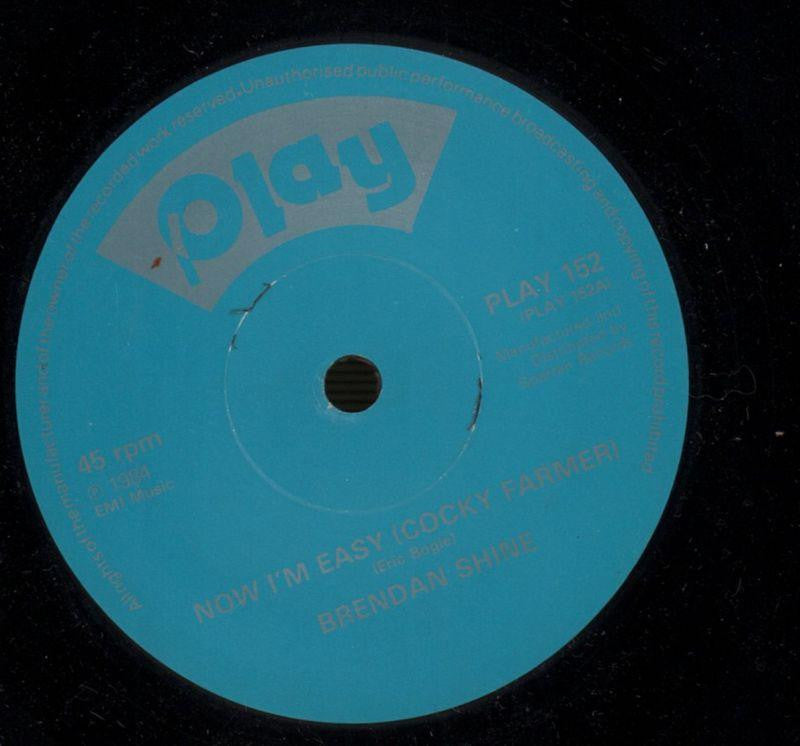 All rights of the manufacturer and of the owner of the recorded work reserved. Unauthorised public performance broadcasting and copying of this record prohibited
Play
PLAY 152
(PLAY 152A)
Manufactured and
Distributed by
Records
45 rpm
℗ 1984
EMI Music
NOW I'M EASY (COCKY FARMER)
(Eric Bogle)
BRENDAN SHINE